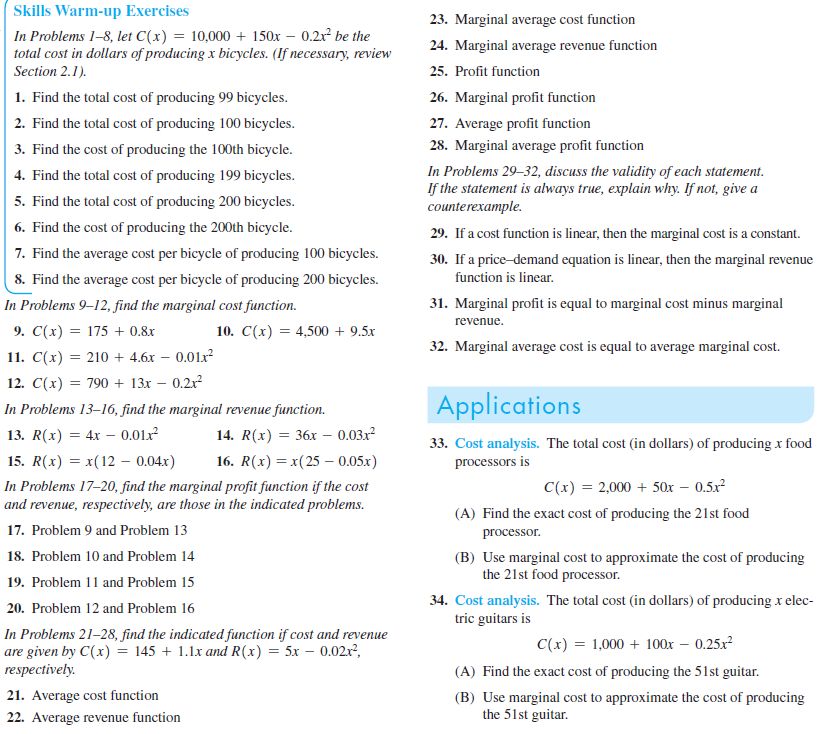 Skills Warm-up Exercises
In Problems 1–8, let C(x) = 10,000 + 150x − 0.2x² be the
total cost in dollars of producing x bicycles. (If necessary, review
Section 2.1).
1. Find the total cost of producing 99 bicycles.
2. Find the total cost of producing 100 bicycles.
3. Find the cost of producing the 100th bicycle.
4. Find the total cost of producing 199 bicycles.
5. Find the total cost of producing 200 bicycles.
6. Find the cost of producing the 200th bicycle.
7. Find the average cost per bicycle of producing 100 bicycles.
8. Find the average cost per bicycle of producing 200 bicycles.
In Problems 9–12, find the marginal cost function.
9. C(x) = 175 + 0.8x 10. C(x) = 4,500 + 9.5x
11. C(x) = 210 + 4.6x − 0.01x²
12. C(x) = 790 + 13x − 0.2x²
In Problems 13–16, find the marginal revenue function.
13. R(x) = 4x − 0.01x² 14. R(x) = 36x − 0.03x²
15. R(x) = x(12 − 0.04x) 16. R(x) = x(25 − 0.05x)
In Problems 17–20, find the marginal profit function if the cost
and revenue, respectively, are those in the indicated problems.
17. Problem 9 and Problem 13
18. Problem 10 and Problem 14
19. Problem 11 and Problem 15
20. Problem 12 and Problem 16
In Problems 21–28, find the indicated function if cost and revenue
are given by C(x) = 145 + 1.1x and R(x) = 5x − 0.02x²,
respectively.
21. Average cost function
22. Average revenue function
23. Marginal average cost function
24. Marginal average revenue function
25. Profit function
26. Marginal profit function
27. Average profit function
28. Marginal average profit function
In Problems 29–32, discuss the validity of each statement.
If the statement is always true, explain why. If not, give a
counterexample.
29. If a cost function is linear, then the marginal cost is a constant.
30. If a price–demand equation is linear, then the marginal revenue
function is linear.
31. Marginal profit is equal to marginal cost minus marginal
revenue.
32. Marginal average cost is equal to average marginal cost.
Applications
33. Cost analysis. The total cost (in dollars) of producing x food
processors is
C(x) = 2,000 + 50x − 0.5x²
(A) Find the exact cost of producing the 21st food
processor.
(B) Use marginal cost to approximate the cost of producing
the 21st food processor.
34. Cost analysis. The total cost (in dollars) of producing x elec-
tric guitars is
C(x) = 1,000 + 100x − 0.25x²
(A) Find the exact cost of producing the 51st guitar.
(B) Use marginal cost to approximate the cost of producing
the 51st guitar.